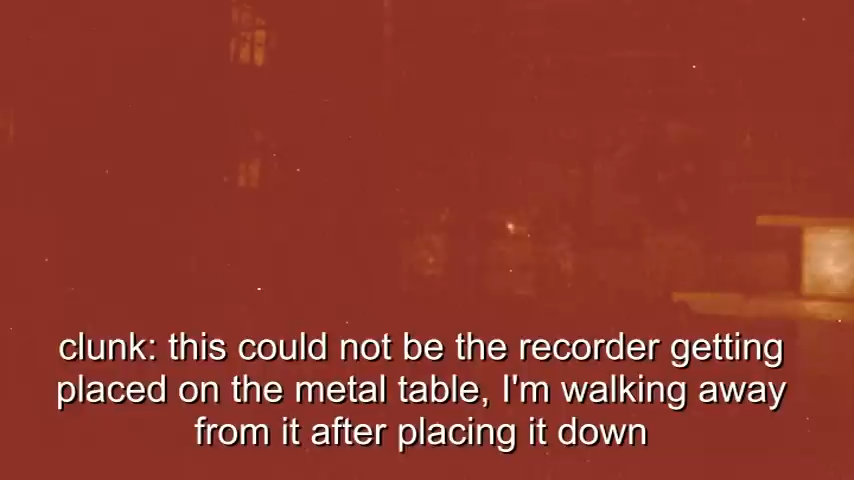 clunk: this could not be the recorder getting
placed on the metal table, I'm walking away
from it after placing it down